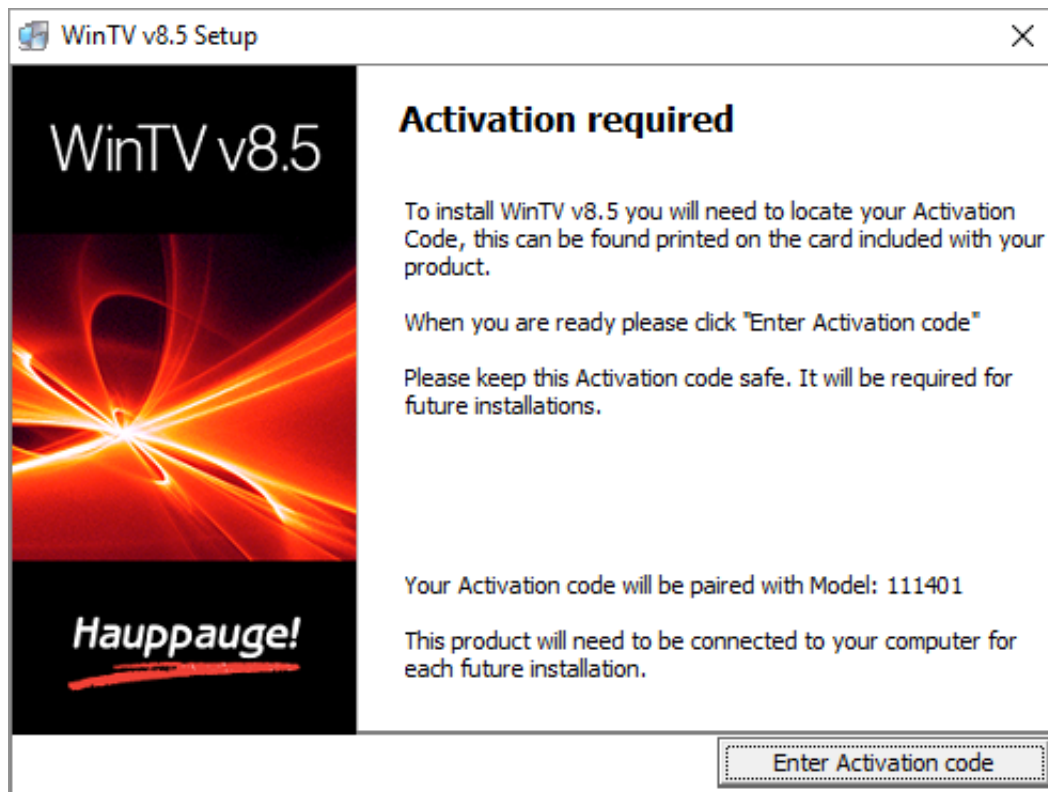 WinTV v8.5 Setup
WinTV v8.5
Activation required
To install WinTV v8.5 you will need to locate your Activation
Code, this can be found printed on the card included with your
product.
When you are ready please click "Enter Activation code"
Please keep this Activation code safe. It will be required for
future installations.
Your Activation code will be paired with Model: 111401
Hauppauge!
This product will need to be connected to your computer for
each future installation.
Enter Activation code